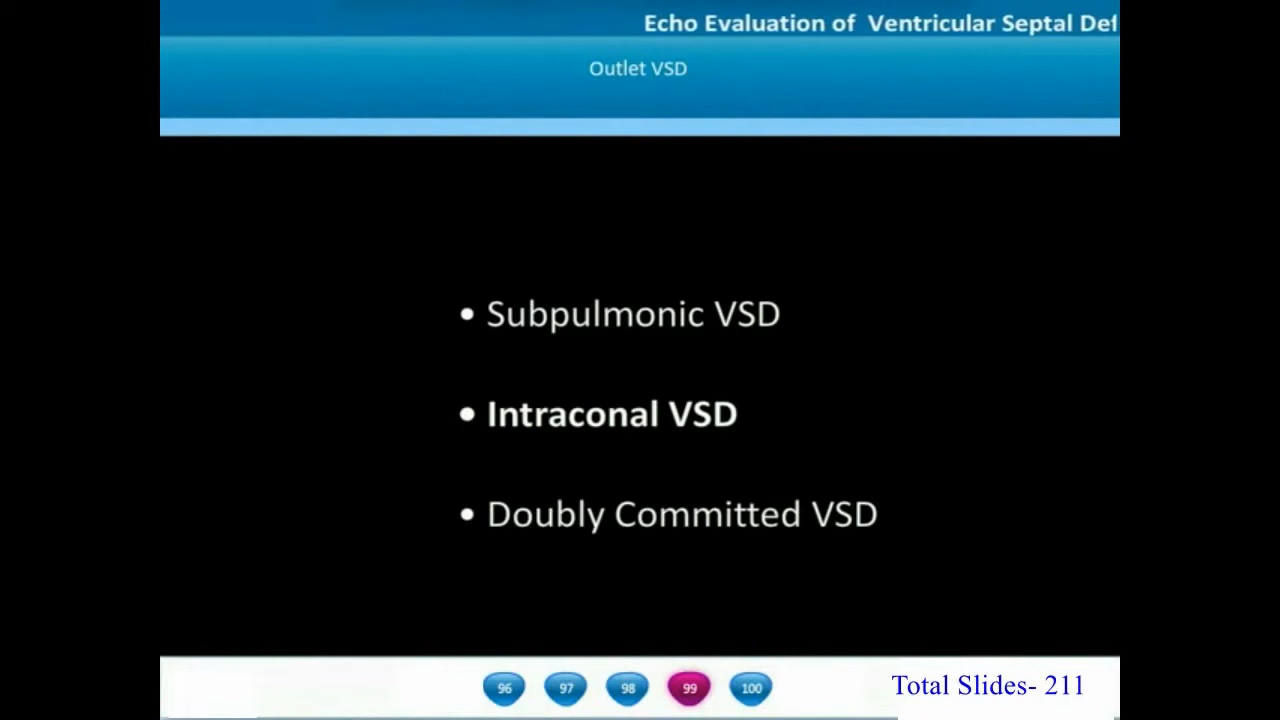 Echo Evaluation of Ventricular Septal Def
Outlet VSD
• Subpulmonic VSD
• Intraconal VSD
• Doubly Committed VSD
96 97 98 99 100
Total Slides- 211